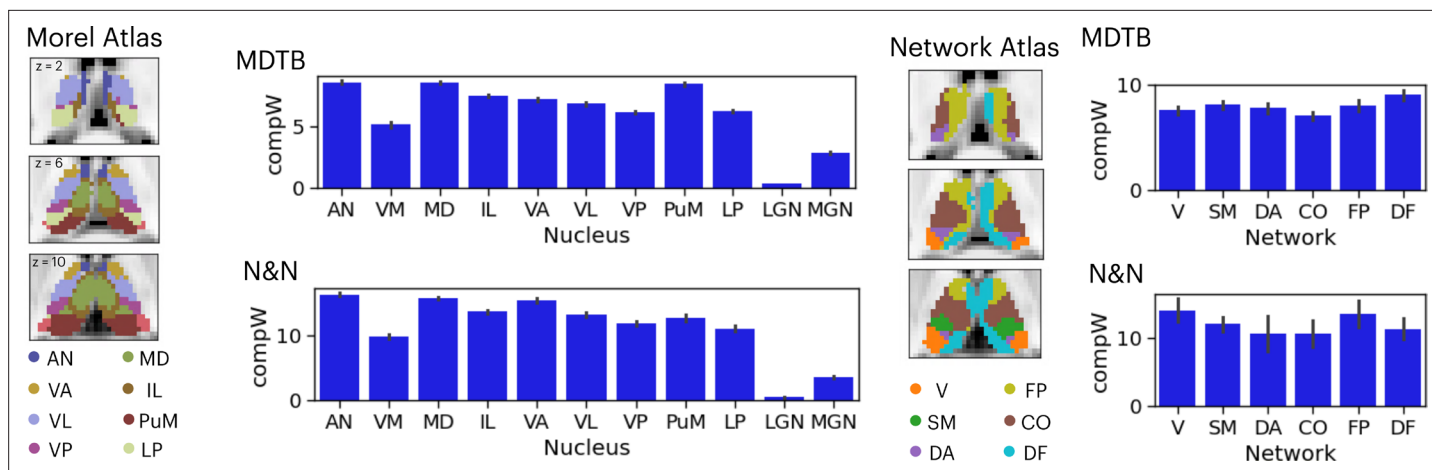 Morel Atlas
z = 2
z = 6
z = 10
AN MD
VA IL
VL PuM
VP LP
MDTB
compW
5
0
AN VM MD IL VA VL VP PuM LP LGN MGN
Nucleus
N&N
compW
10
0
AN VM MD IL VA VL VP PuM LP LGN MGN
Nucleus
Network Atlas
V FP
SM CO
DA DF
MDTB
compW
10
0
V SM DA CO FP DF
Network
N&N
compW
10
0
V SM DA CO FP DF
Network